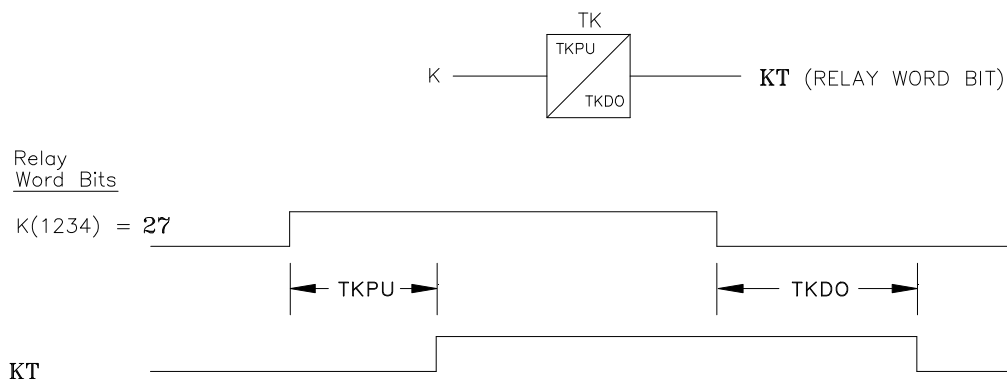 TK
TKPU
K
KT (RELAY WORD BIT)
TKDO
Relay
Word Bits
K(1234) = 27
TKPU
TKDO
KT